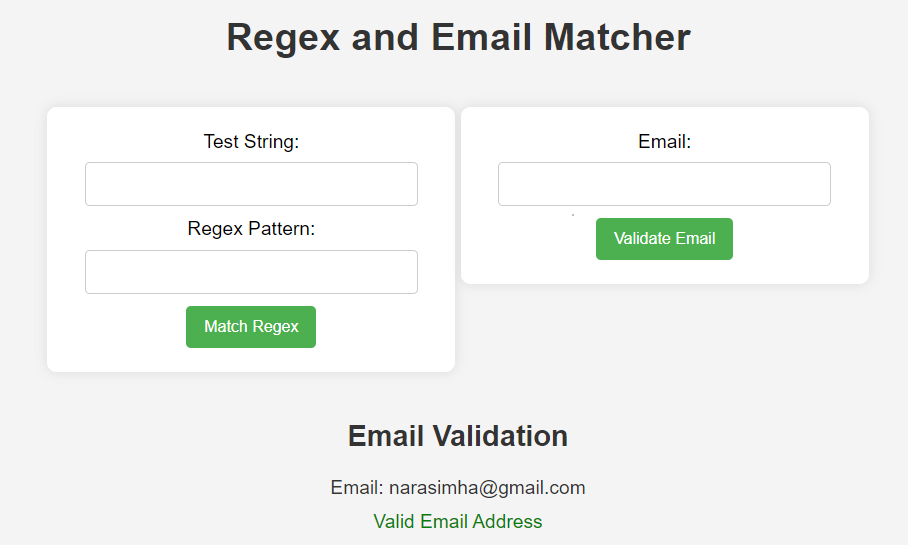 Regex and Email Matcher
Test String:
Regex Pattern:
Match Regex
Email:
Validate Email
Email Validation
Email: narasimha@gmail.com
Valid Email Address